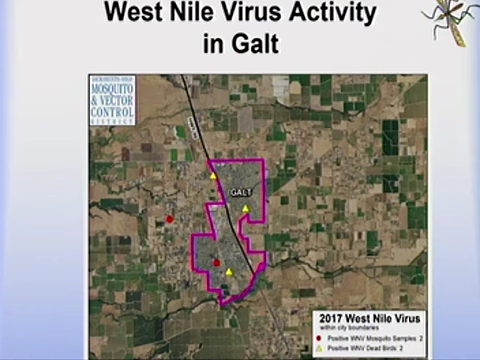 West Nile Virus Activity
in Galt
SACRAMENTO-YOLO
MOSQUITO
& VECTOR
CONTROL
DISTRICT
GALT
2017 West Nile Virus
within city boundaries
Positive WNV Mosquito Samples: 2
Positive WNV Dead Birds: 2